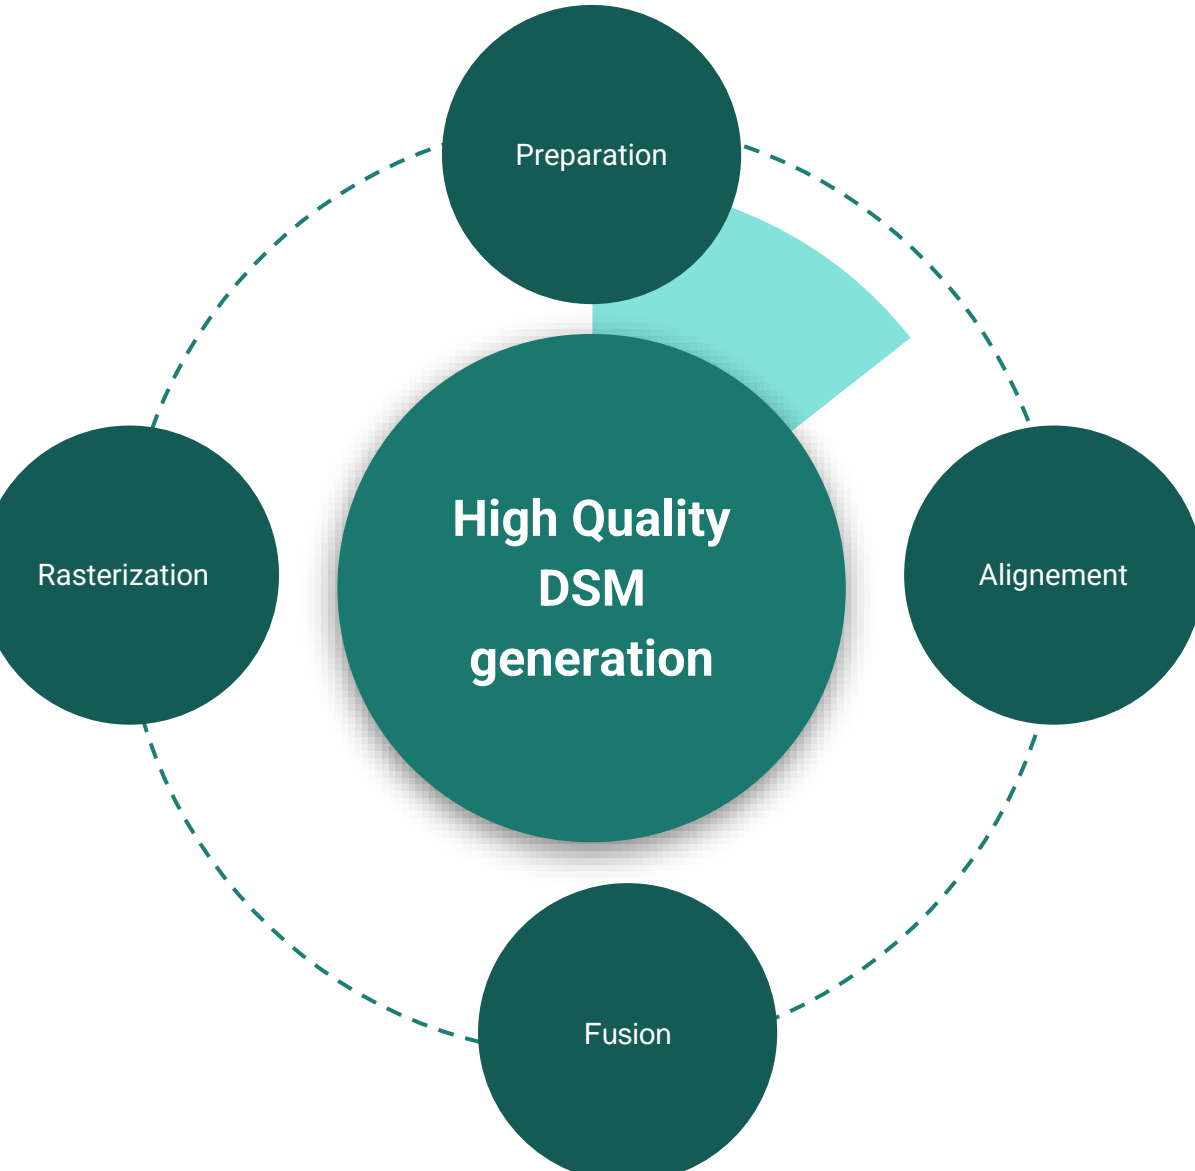 Preparation
Rasterization
High Quality
DSM
generation
Alignement
Fusion